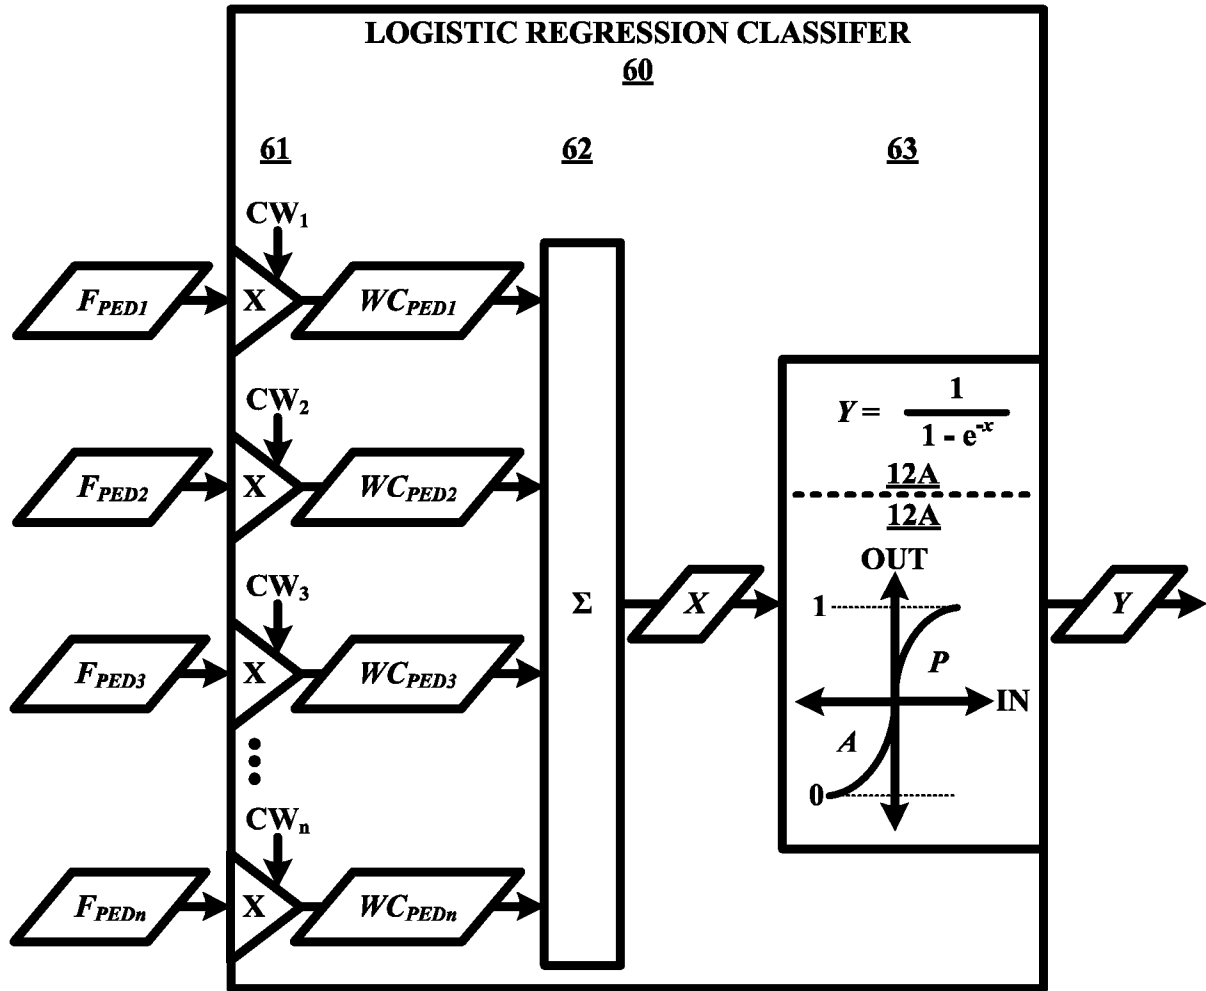 LOGISTIC REGRESSION CLASSIFER
60
61
62
63
CW1
FPED1
X
WCPED1
CW2
FPED2
X
WCPED2
CW3
FPED3
X
WCPED3
CWn
FPEDn
X
WCPEDn
Σ
X
Y = 1
1 - e-x
12A
12A
OUT
1
P
IN
A
0
Y